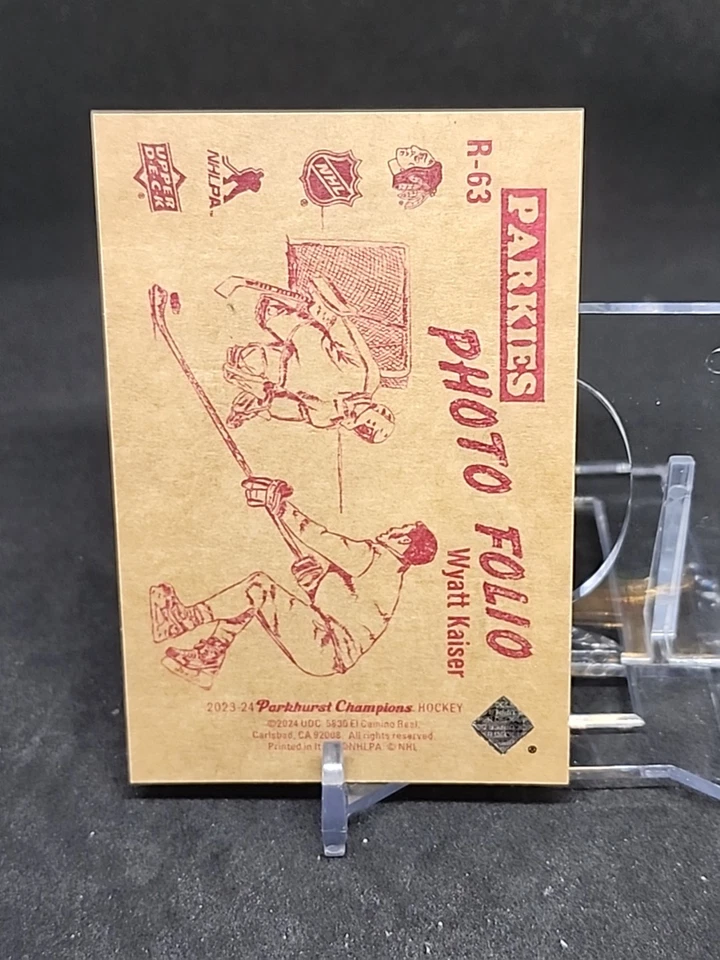 R-63
PARKIES
PHOTO FOLIO
Wyatt Kaiser
NHL
®
NHLPA™
UPPER DECK
2023-24 Parkhurst Champions HOCKEY
©2024 UDC. 5830 El Camino Real,
Carlsbad, CA 92008. All rights reserved.
Printed in NHLPA © NHL
®